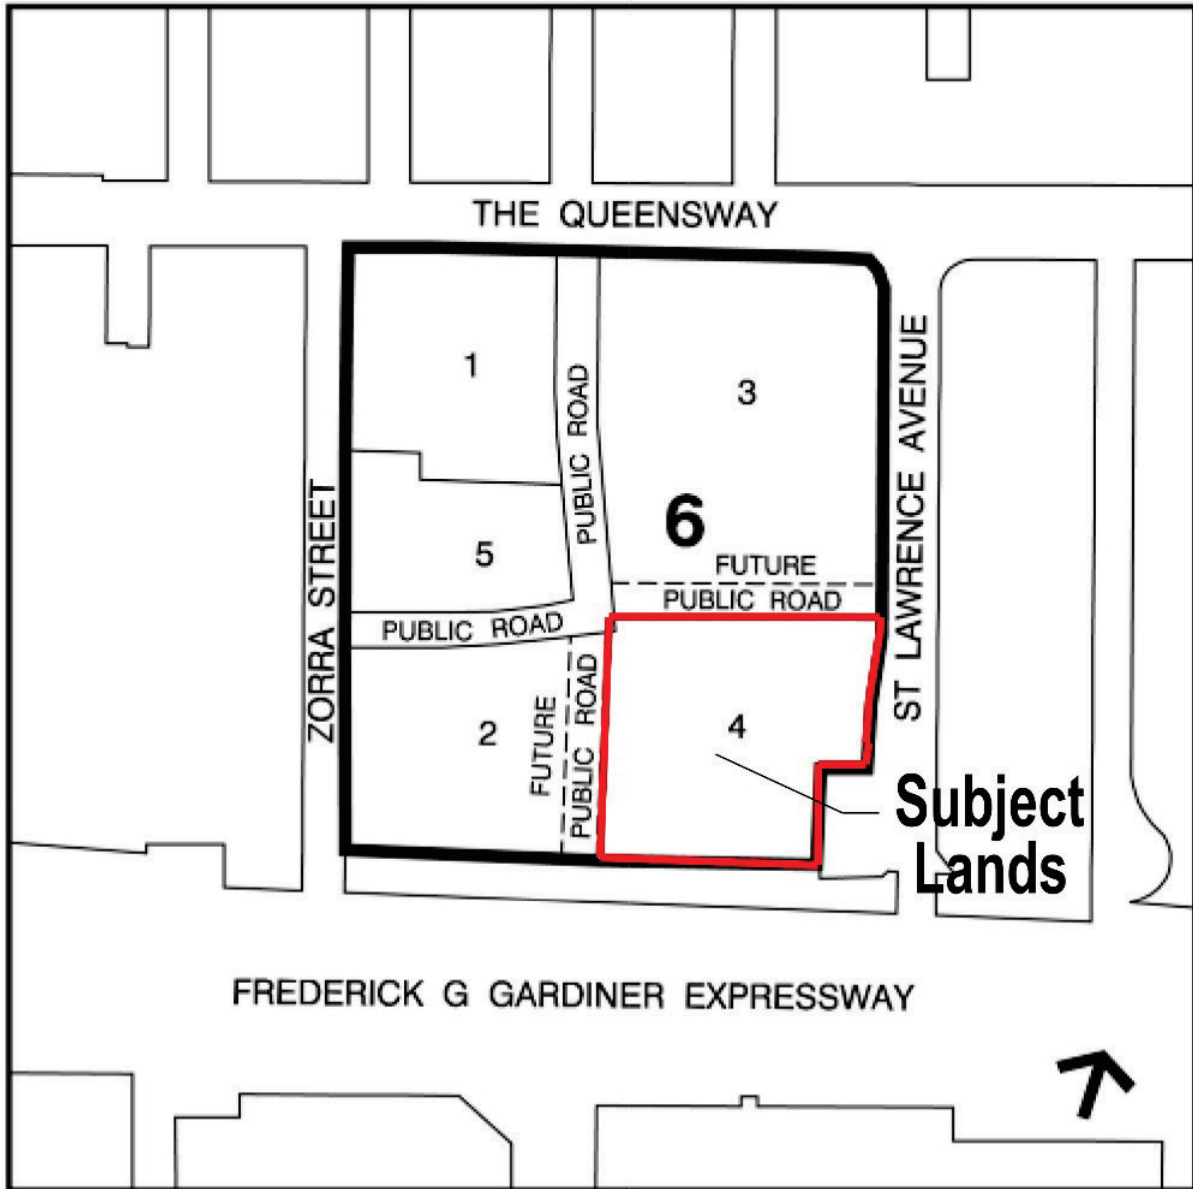 THE QUEENSWAY
1
PUBLIC ROAD
3
ST LAWRENCE AVENUE
ZORRA STREET
5
6
FUTURE
PUBLIC ROAD
PUBLIC ROAD
2
FUTURE
PUBLIC ROAD
4
Subject
Lands
FREDERICK G GARDINER EXPRESSWAY